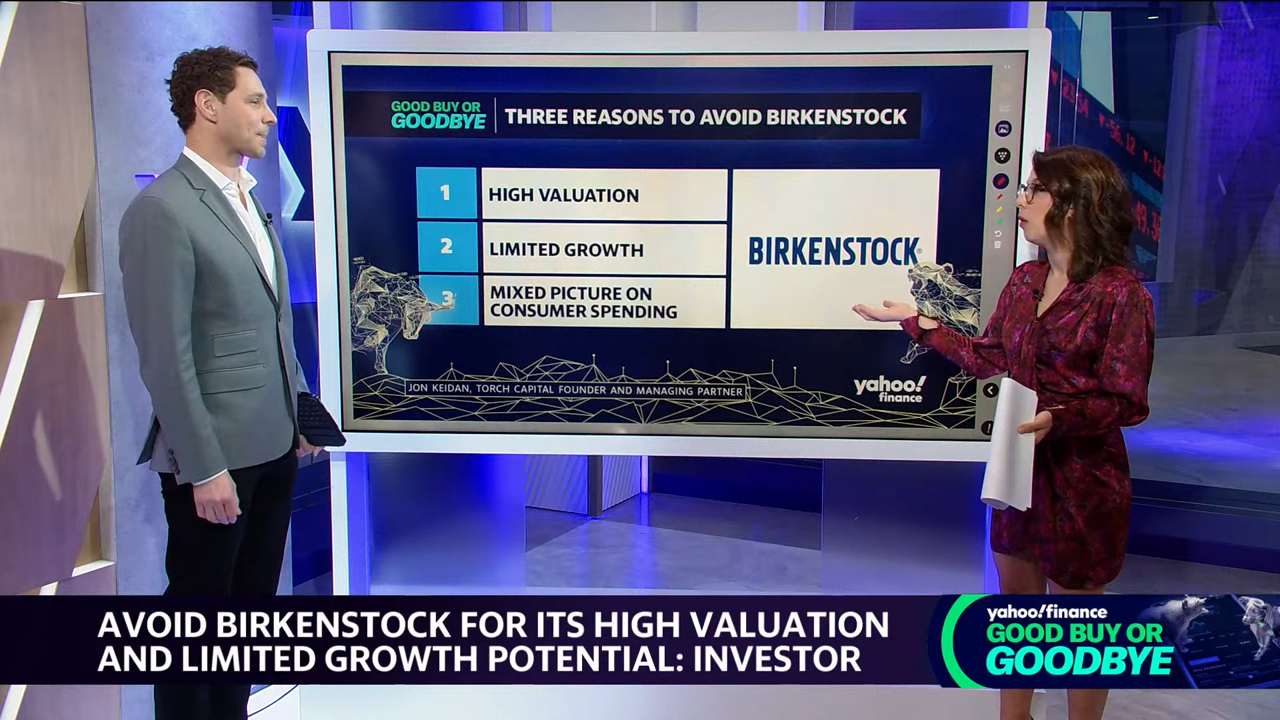 GOOD BUY OR
GOODBYE
THREE REASONS TO AVOID BIRKENSTOCK
1
HIGH VALUATION
2
LIMITED GROWTH
3
MIXED PICTURE ON
CONSUMER SPENDING
BIRKENSTOCK
JON KEIDAN, TORCH CAPITAL FOUNDER AND MANAGING PARTNER
yahoo!
finance
AVOID BIRKENSTOCK FOR ITS HIGH VALUATION
AND LIMITED GROWTH POTENTIAL: INVESTOR
yahoo!finance
GOOD BUY OR
GOODBYE